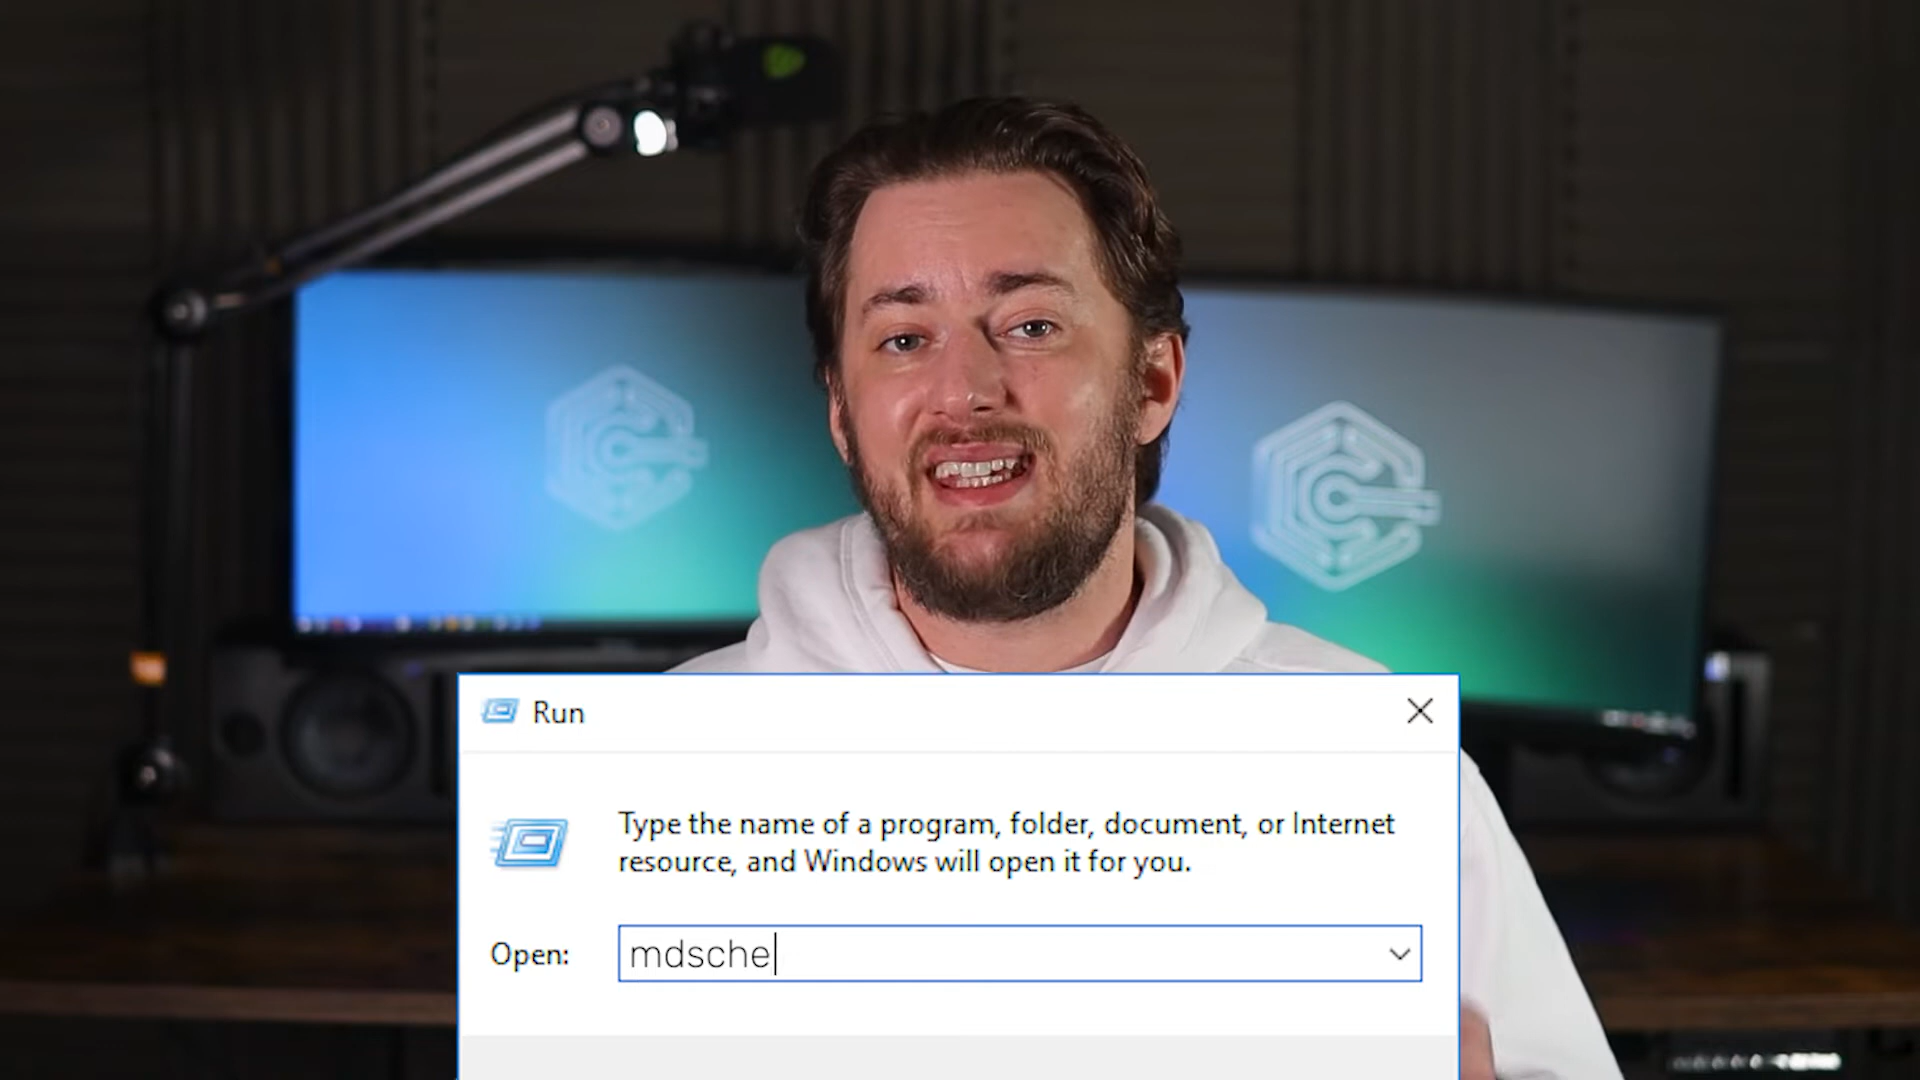 Run
Type the name of a program, folder, document, or Internet
resource, and Windows will open it for you.
Open:
mdsche